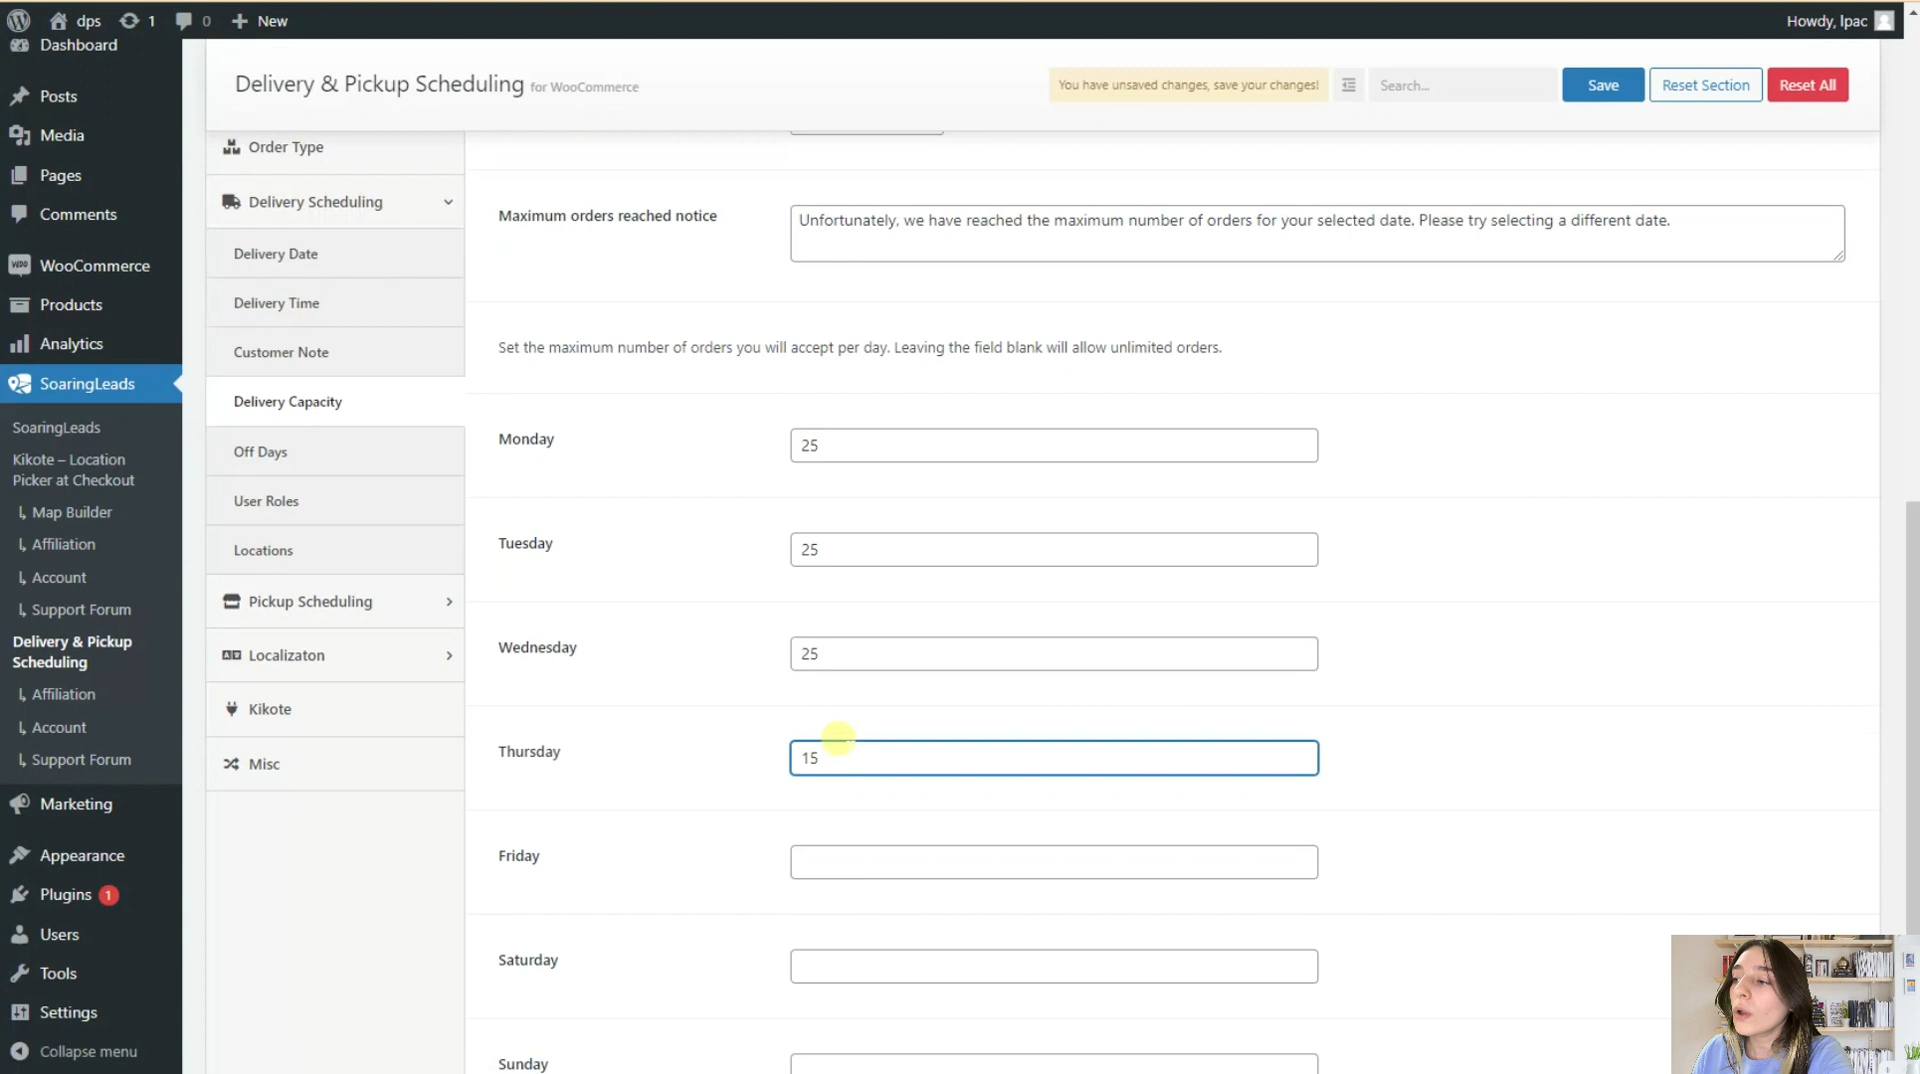 dps
1
0
New
Howdy, lpac
Dashboard
Posts
Media
Pages
Comments
WooCommerce
Products
Analytics
SoaringLeads
SoaringLeads
Kikote – Location
Picker at Checkout
Map Builder
Affiliation
Account
Support Forum
Delivery & Pickup
Scheduling
Affiliation
Account
Support Forum
Marketing
Appearance
Plugins 1
Users
Tools
Settings
Collapse menu
Delivery & Pickup Scheduling for WooCommerce
You have unsaved changes, save your changes!
Search...
Save
Reset Section
Reset All
Order Type
Delivery Scheduling
Delivery Date
Delivery Time
Customer Note
Delivery Capacity
Off Days
User Roles
Locations
Pickup Scheduling
Localizaton
Kikote
Misc
Maximum orders reached notice
Unfortunately, we have reached the maximum number of orders for your selected date. Please try selecting a different date.
Set the maximum number of orders you will accept per day. Leaving the field blank will allow unlimited orders.
Monday
25
Tuesday
25
Wednesday
25
Thursday
15
Friday
Saturday
Sunday